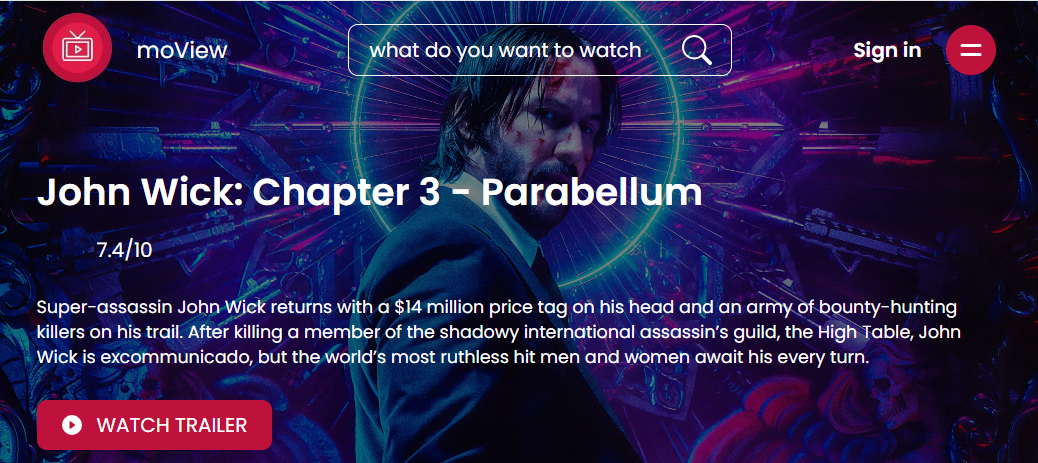 moView
what do you want to watch
Sign in
John Wick: Chapter 3 - Parabellum
7.4/10
Super-assassin John Wick returns with a $14 million price tag on his head and an army of bounty-hunting
killers on his trail. After killing a member of the shadowy international assassin’s guild, the High Table, John
Wick is excommunicado, but the world’s most ruthless hit men and women await his every turn.
WATCH TRAILER